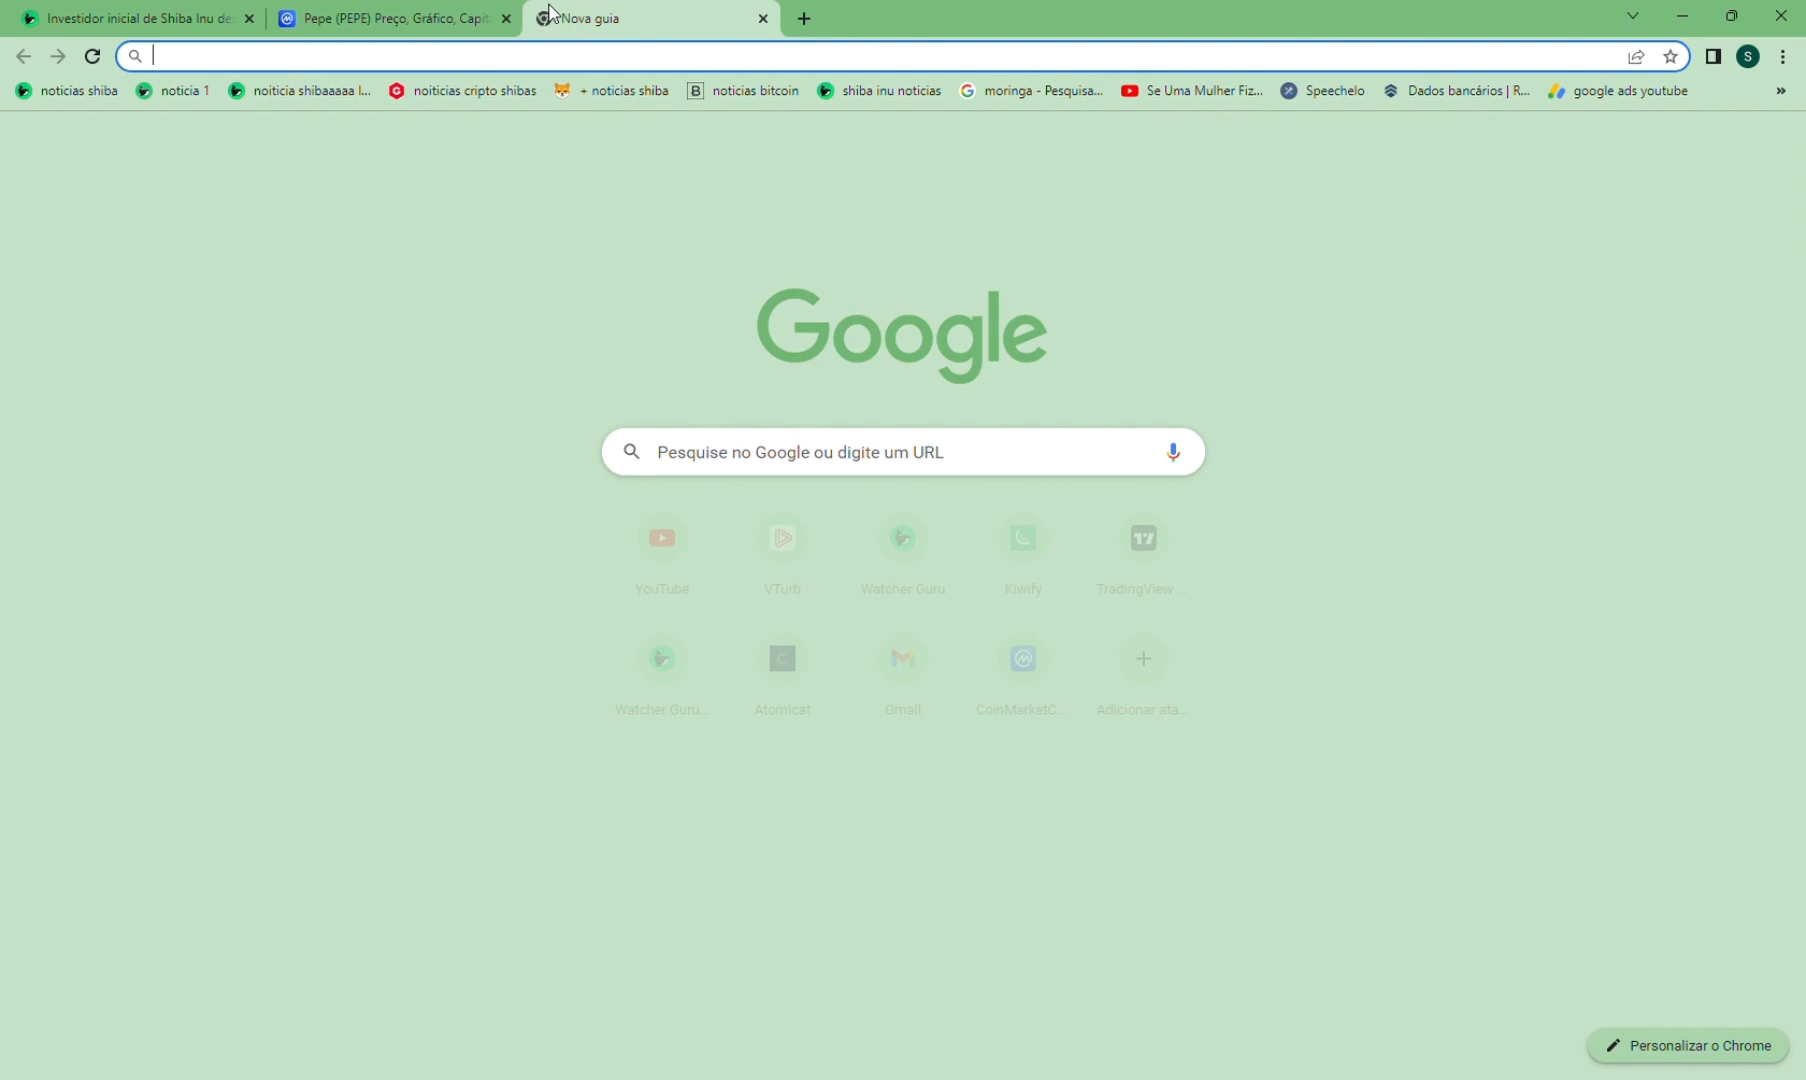 Investidor inicial de Shiba Inu de
Pepe (PEPE) Preço, Gráfico, Capit
Nova guia
S
noticias shiba
noticia 1
noiticia shibaaaaa l...
noiticias cripto shibas
+ noticias shiba
noticias bitcoin
shiba inu noticias
moringa - Pesquisa...
Se Uma Mulher Fiz...
Speechelo
Dados bancários | R...
google ads youtube
»
Google
Pesquise no Google ou digite um URL
YouTube
VTurb
Watcher Guru
Kiwify
TradingView ...
Watcher Guru...
Atomicat
Gmail
CoinMarketC...
Adicionar ata...
Personalizar o Chrome